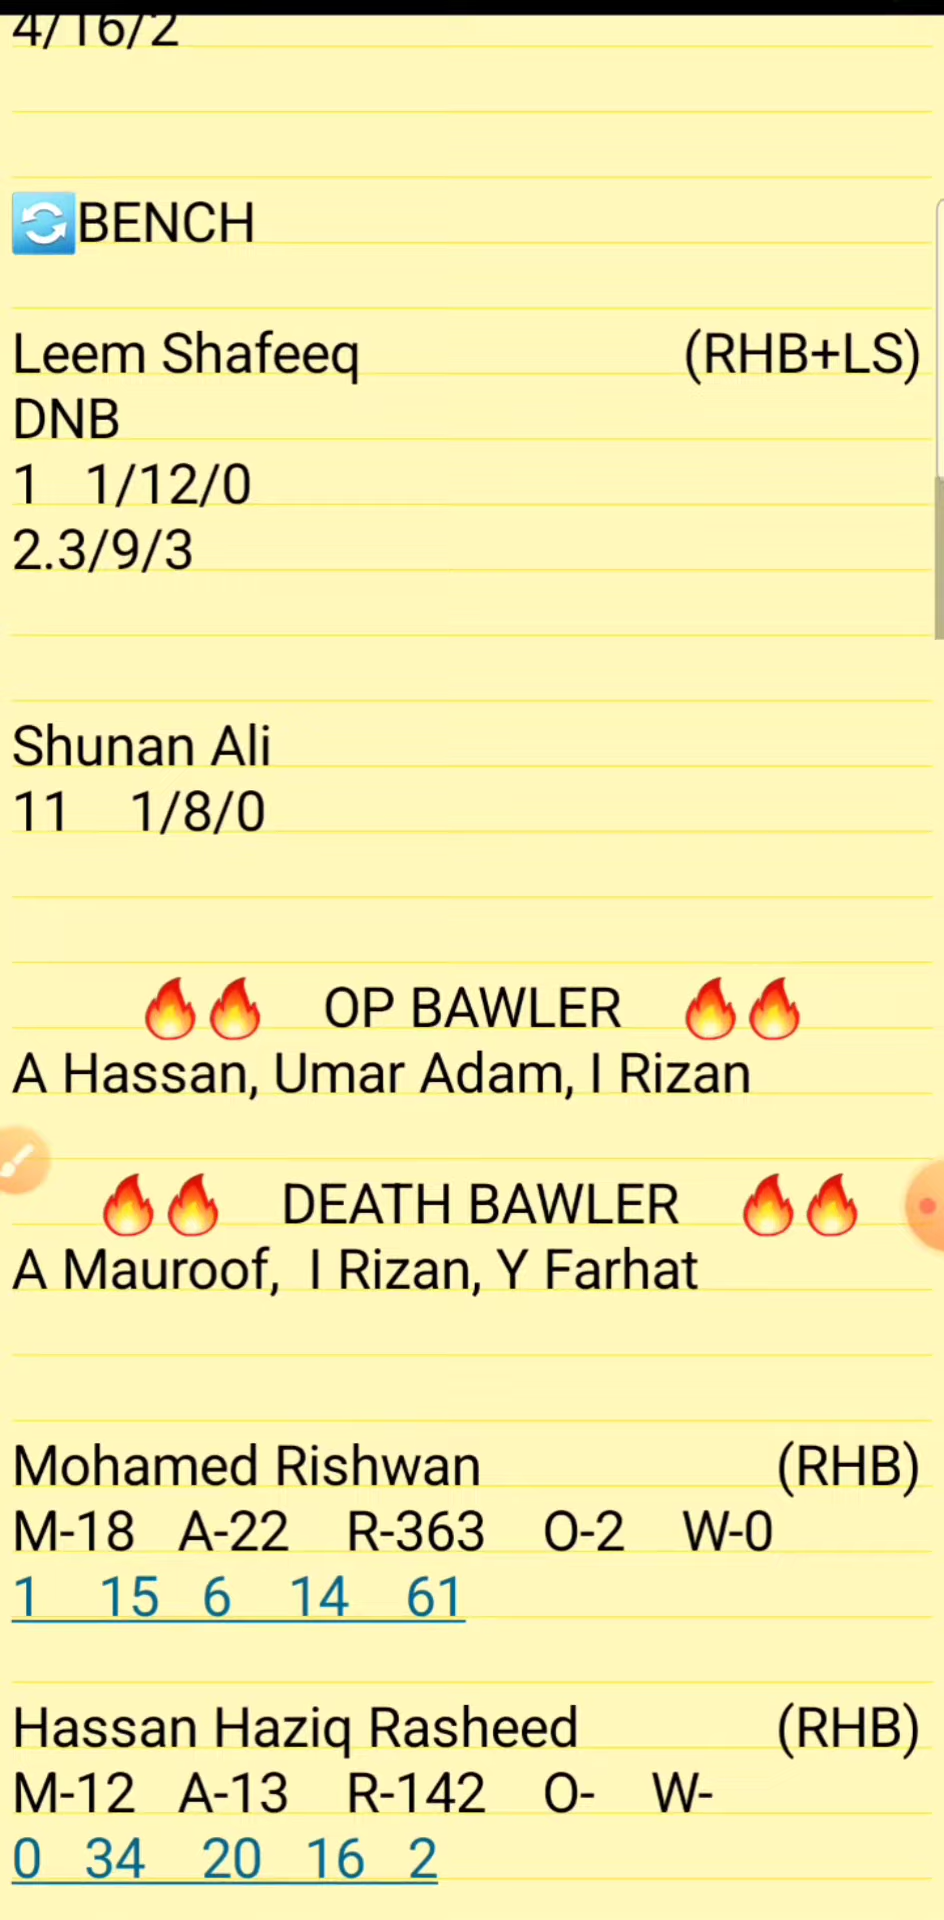 4/16/2
BENCH
Leem Shafeeq (RHB+LS)
DNB
1 1/12/0
2.3/9/3
Shunan Ali
11 1/8/0
OP BAWLER
A Hassan, Umar Adam, I Rizan
DEATH BAWLER
A Mauroof, I Rizan, Y Farhat
Mohamed Rishwan (RHB)
M-18 A-22 R-363 O-2 W-0
1 15 6 14 61
Hassan Haziq Rasheed (RHB)
M-12 A-13 R-142 O- W-
0 34 20 16 2